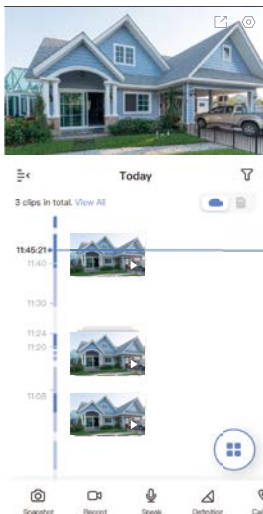 Today
3 clips in total. View All
11:45:21
11:40
11:30
11:24
11:20
11:08
Snapshot
Record
Speak
Definition
Call